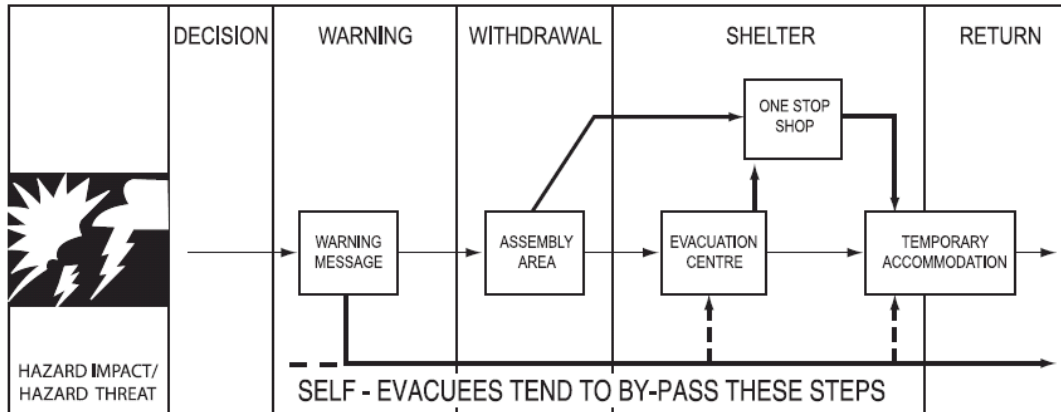 DECISION
WARNING
WITHDRAWAL
SHELTER
RETURN
ONE STOP
SHOP
WARNING
MESSAGE
ASSEMBLY
AREA
EVACUATION
CENTRE
TEMPORARY
ACCOMMODATION
HAZARD IMPACT/
HAZARD THREAT
SELF - EVACUEES TEND TO BY-PASS THESE STEPS